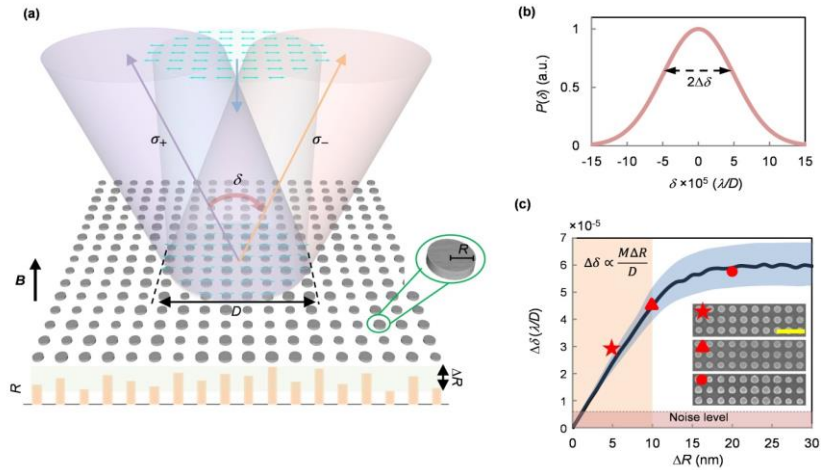 (a)
σ₊
σ₋
δ
R
B
D
R
ΔR
(b)
P(δ) (a.u.)
1
0.5
0
2Δδ
-15 -10 -5 0 5 10 15
δ×10⁵ (λ/D)
(c)
×10⁻⁵
Δδ(λ/D)
7
6
5
4
3
2
1
0
Δδ ∝ MΔR/D
Noise level
0 5 10 15 20 25 30
ΔR (nm)